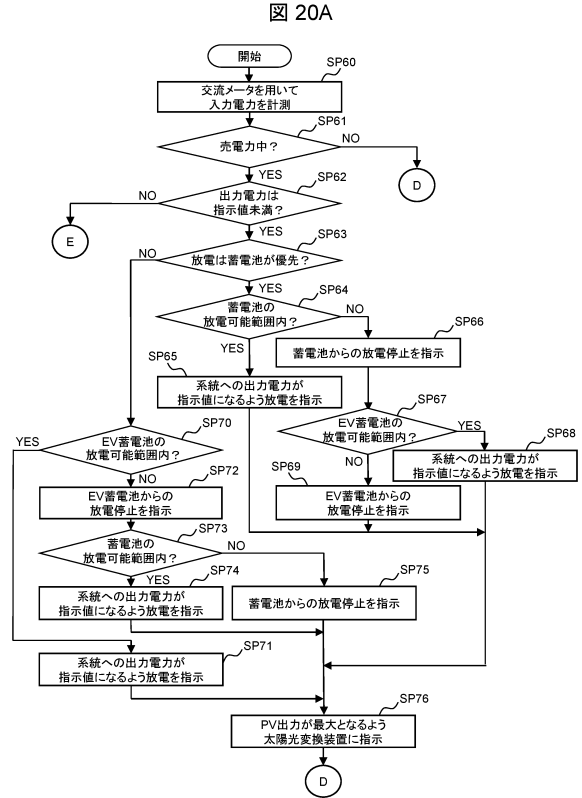 図 20A
開始
SP60
交流メータを用いて
入力電力を計測
SP61
売電力中？
NO
D
YES
SP62
出力電力は
指示値未満？
NO
E
YES
SP63
放電は蓄電池が優先？
NO
YES
SP64
蓄電池の
放電可能範囲内？
NO
YES
SP66
蓄電池からの放電停止を指示
SP65
系統への出力電力が
指示値になるよう放電を指示
SP67
EV蓄電池の
放電可能範囲内？
YES
NO
SP68
系統への出力電力が
指示値になるよう放電を指示
SP69
EV蓄電池からの
放電停止を指示
SP70
EV蓄電池の
放電可能範囲内？
YES
NO
SP72
EV蓄電池からの
放電停止を指示
SP73
蓄電池の
放電可能範囲内？
NO
YES
SP74
系統への出力電力が
指示値になるよう放電を指示
SP75
蓄電池からの放電停止を指示
SP71
系統への出力電力が
指示値になるよう放電を指示
SP76
PV出力が最大となるよう
太陽光変換装置に指示
D